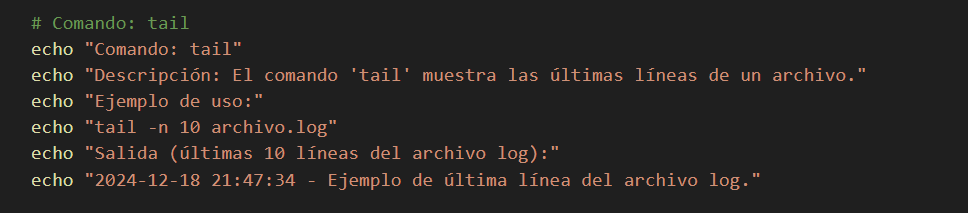 # Comando: tail
echo "Comando: tail"
echo "Descripción: El comando 'tail' muestra las últimas líneas de un archivo."
echo "Ejemplo de uso:"
echo "tail -n 10 archivo.log"
echo "Salida (últimas 10 líneas del archivo log):"
echo "2024-12-18 21:47:34 - Ejemplo de última línea del archivo log."